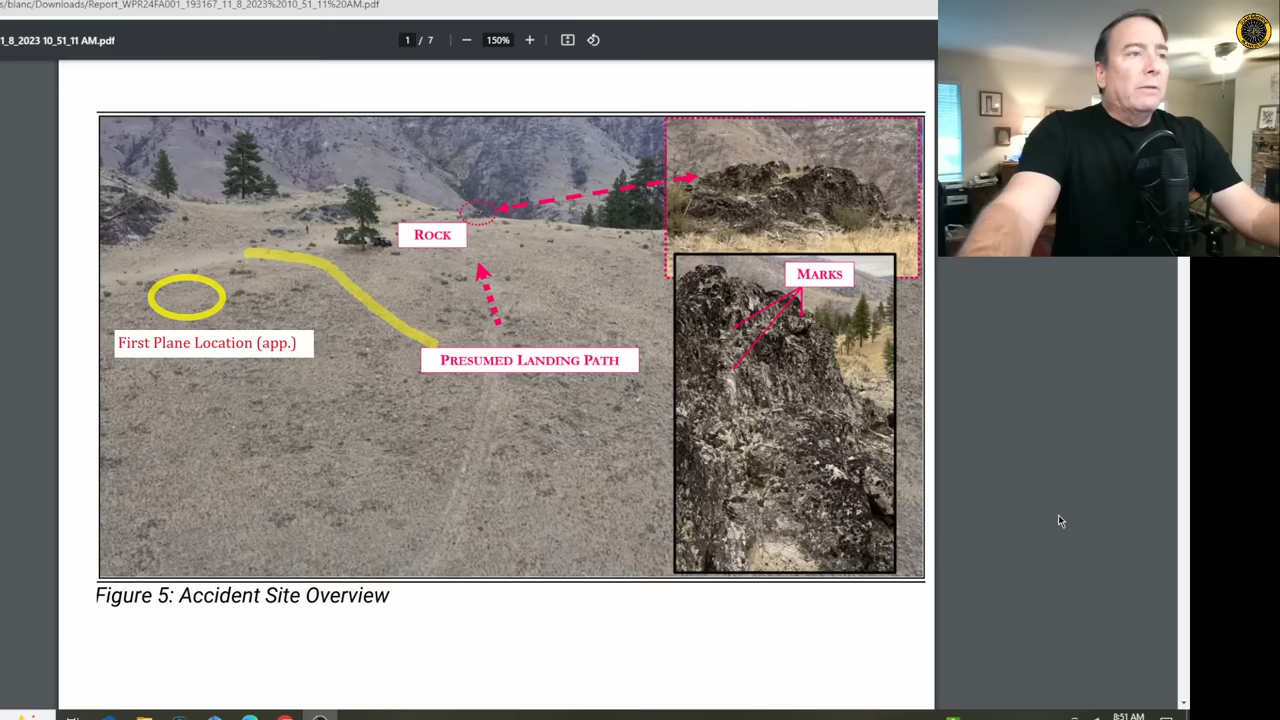 s/blanc/Downloads/Report_WPR24FA001_193167_11_8_2023%2010_51_11%20AM.pdf
1_8_2023 10_51_11 AM.pdf
1 / 7
150%
ROCK
MARKS
First Plane Location (app.)
PRESUMED LANDING PATH
Figure 5: Accident Site Overview
8:51 AM